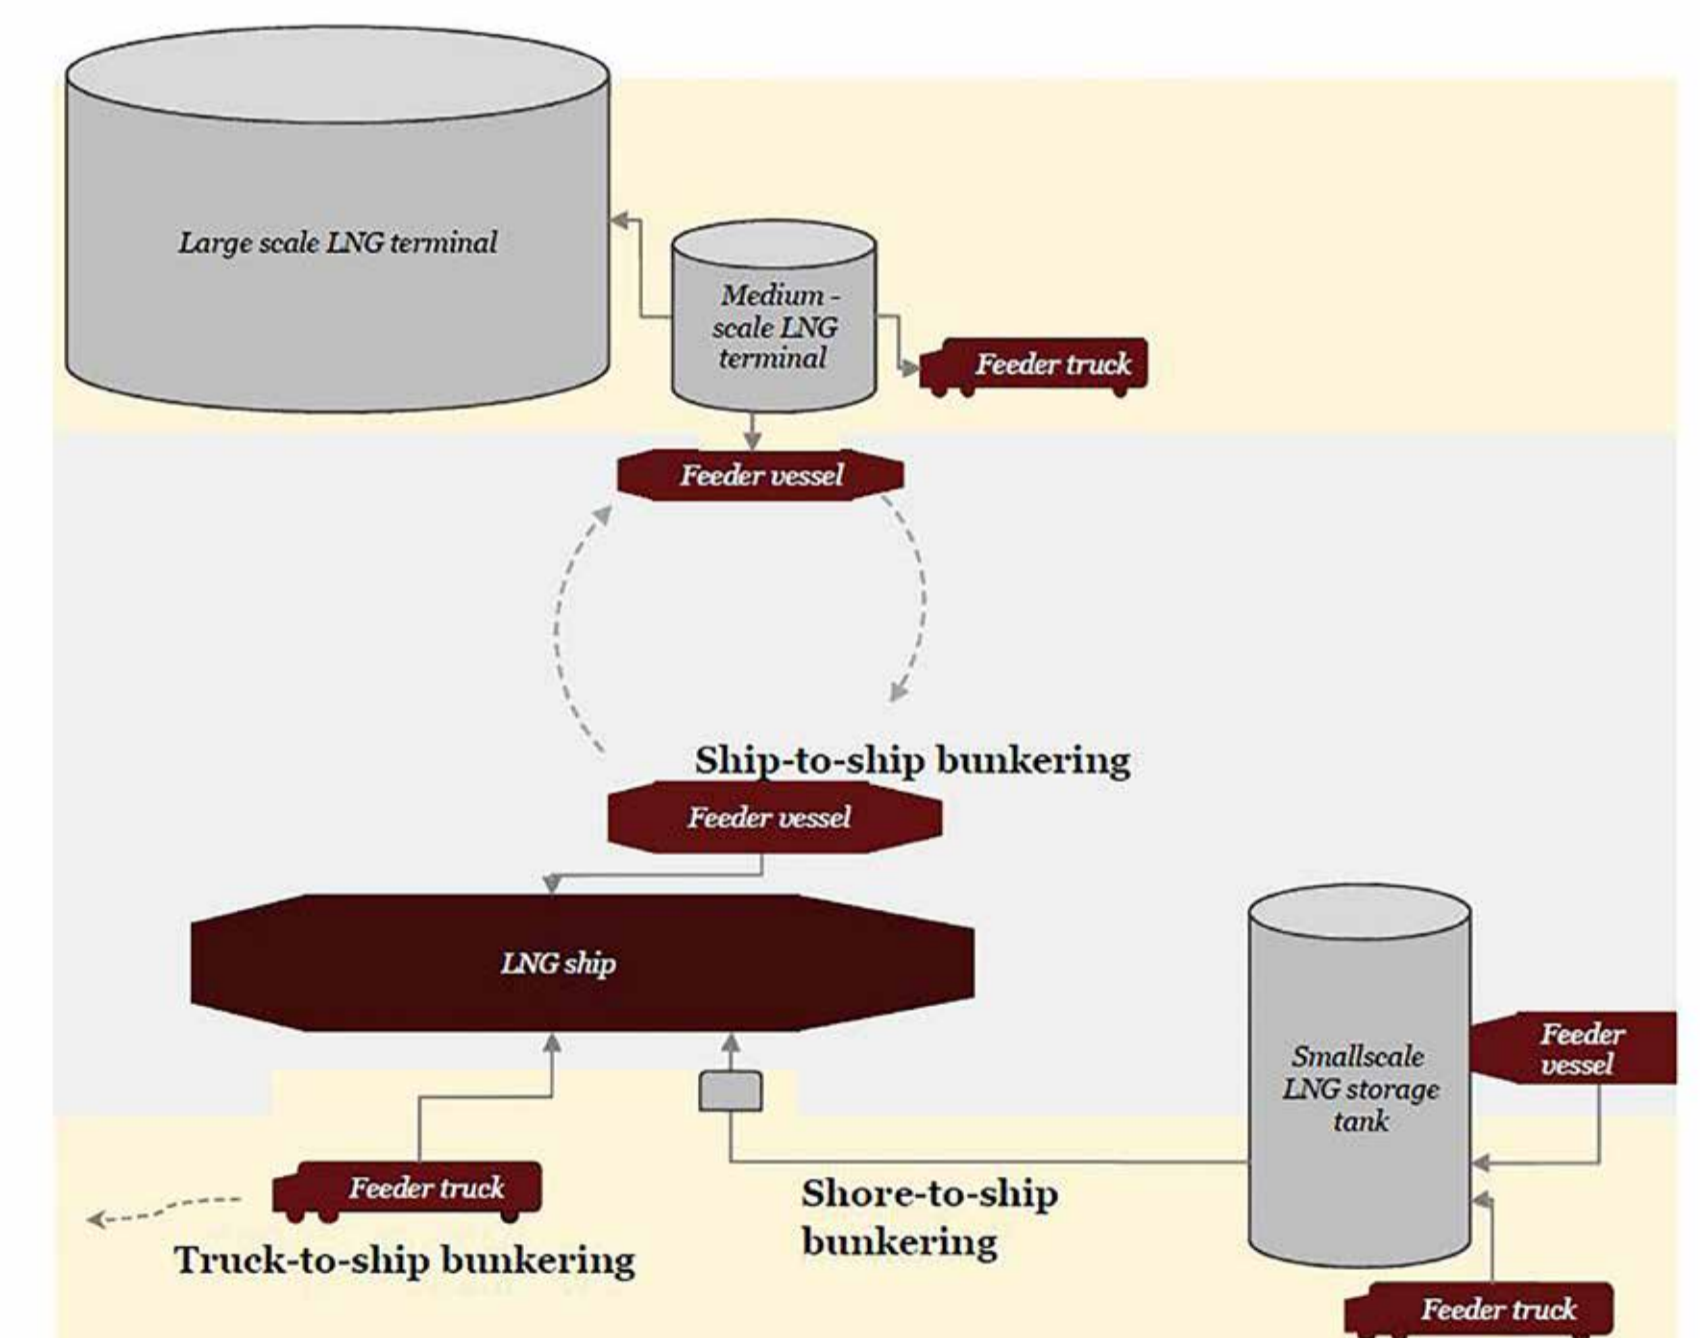 Large scale LNG terminal
Medium -
scale LNG
terminal
Feeder truck
Feeder vessel
Ship-to-ship bunkering
Feeder vessel
LNG ship
Feeder
vessel
Smallscale
LNG storage
tank
Feeder truck
Truck-to-ship bunkering
Shore-to-ship
bunkering
Feeder truck